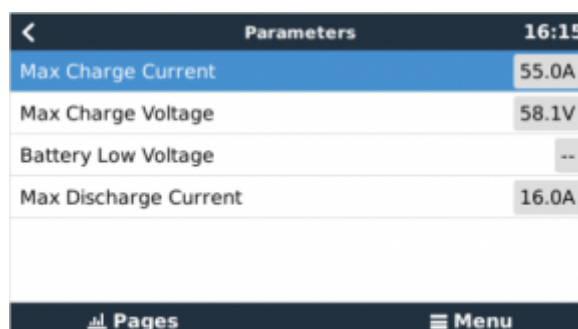 Parameters 16:15
Max Charge Current 55.0A
Max Charge Voltage 58.1V
Battery Low Voltage --
Max Discharge Current 16.0A
Pages Menu